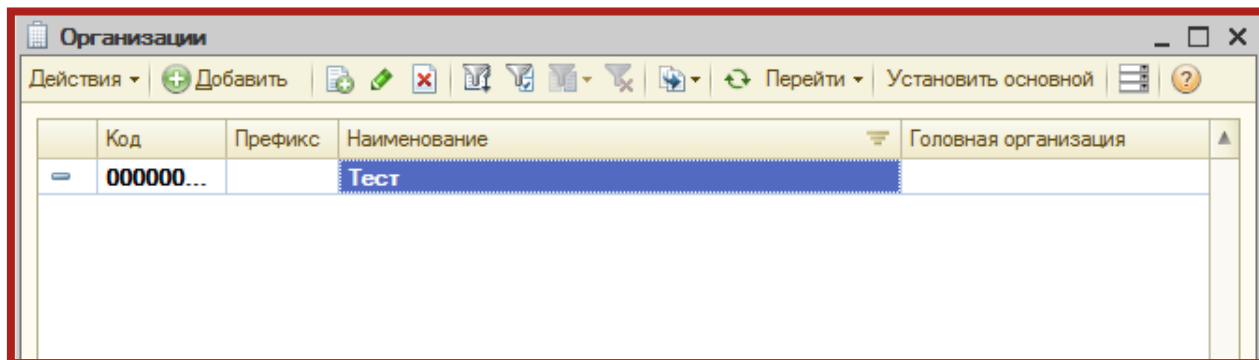 Организации
Действия Добавить Перейти Установить основной ?
Код Префикс Наименование Головная организация
000000... Тест